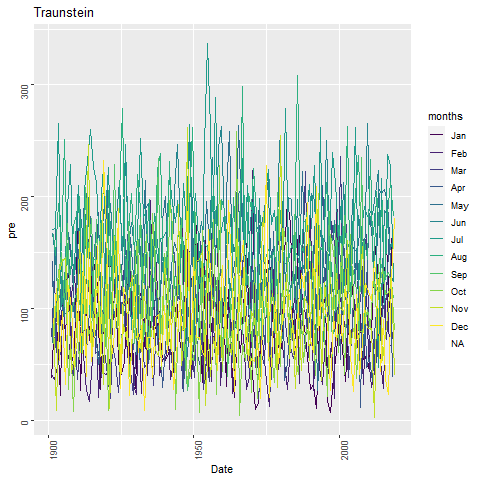 Traunstein
pre
300
200
100
0
1900
1950
2000
Date
months
Jan
Feb
Mar
Apr
May
Jun
Jul
Aug
Sep
Oct
Nov
Dec
NA